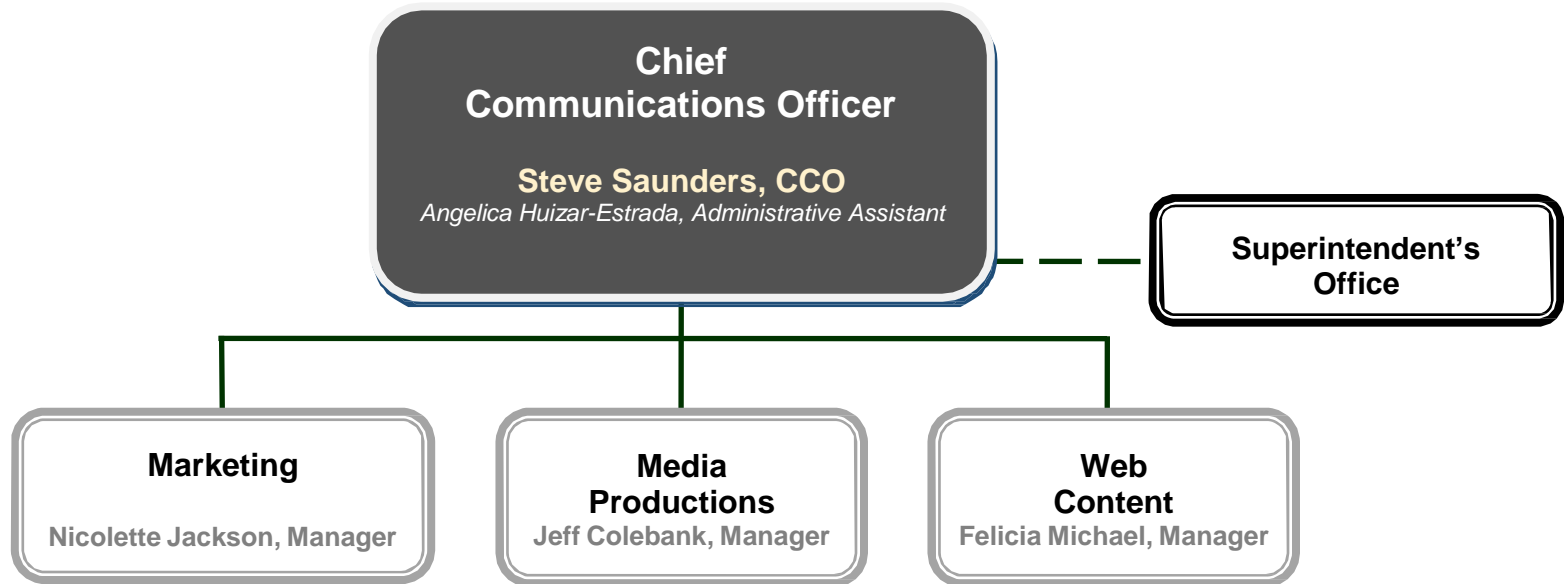 Chief
Communications Officer
Steve Saunders, CCO
Angelica Huizar-Estrada, Administrative Assistant
Superintendent’s
Office
Marketing
Nicolette Jackson, Manager
Media
Productions
Jeff Colebank, Manager
Web
Content
Felicia Michael, Manager